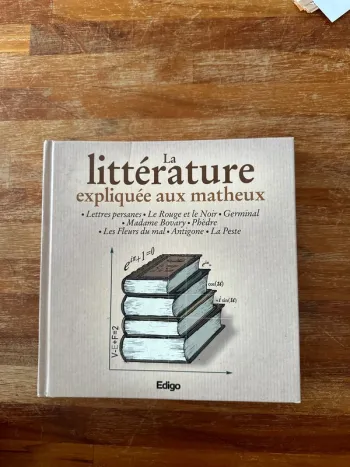 La
littérature
expliquée aux matheux
• Lettres persanes • Le Rouge et le Noir • Germinal
• Madame Bovary • Phèdre
• Les Fleurs du mal • Antigone • La Peste
V-E+F=2
Edigo